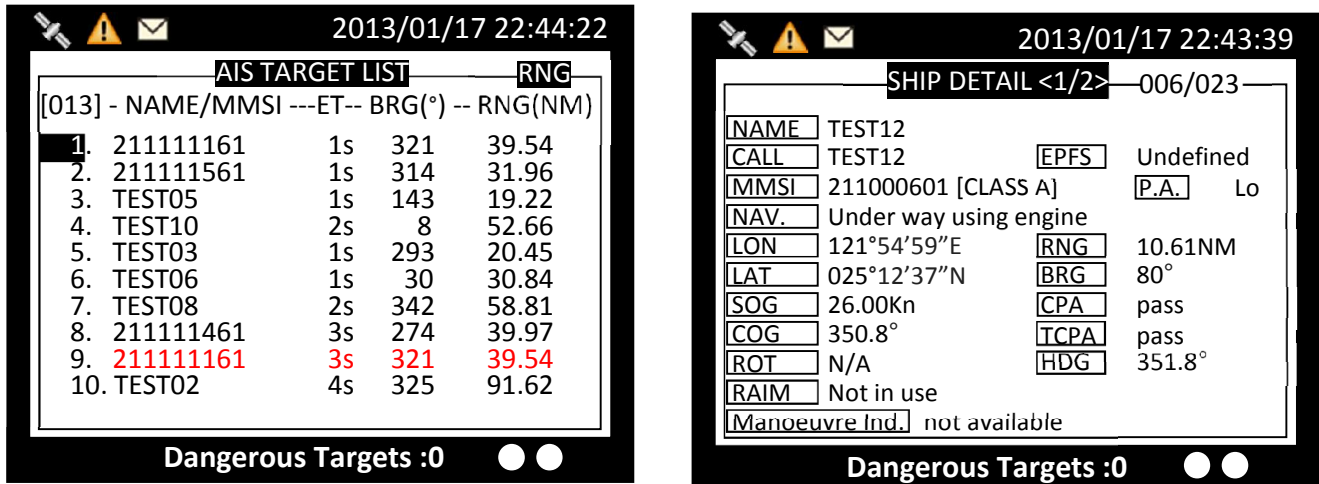 2013/01/17 22:44:22
AIS TARGET LIST RNG
[013] - NAME/MMSI ---ET-- BRG(°) -- RNG(NM)
1. 211111161 1s 321 39.54
2. 211111561 1s 314 31.96
3. TEST05 1s 143 19.22
4. TEST10 2s 8 52.66
5. TEST03 1s 293 20.45
6. TEST06 1s 30 30.84
7. TEST08 2s 342 58.81
8. 211111461 3s 274 39.97
9. 211111161 3s 321 39.54
10. TEST02 4s 325 91.62
Dangerous Targets :0
2013/01/17 22:43:39
SHIP DETAIL <1/2> 006/023
NAME TEST12
CALL TEST12 EPFS Undefined
MMSI 211000601 [CLASS A] P.A. Lo
NAV. Under way using engine
LON 121°54’59”E RNG 10.61NM
LAT 025°12’37”N BRG 80°
SOG 26.00Kn CPA pass
COG 350.8° TCPA pass
ROT N/A HDG 351.8°
RAIM Not in use
Manoeuvre Ind. not available
Dangerous Targets :0